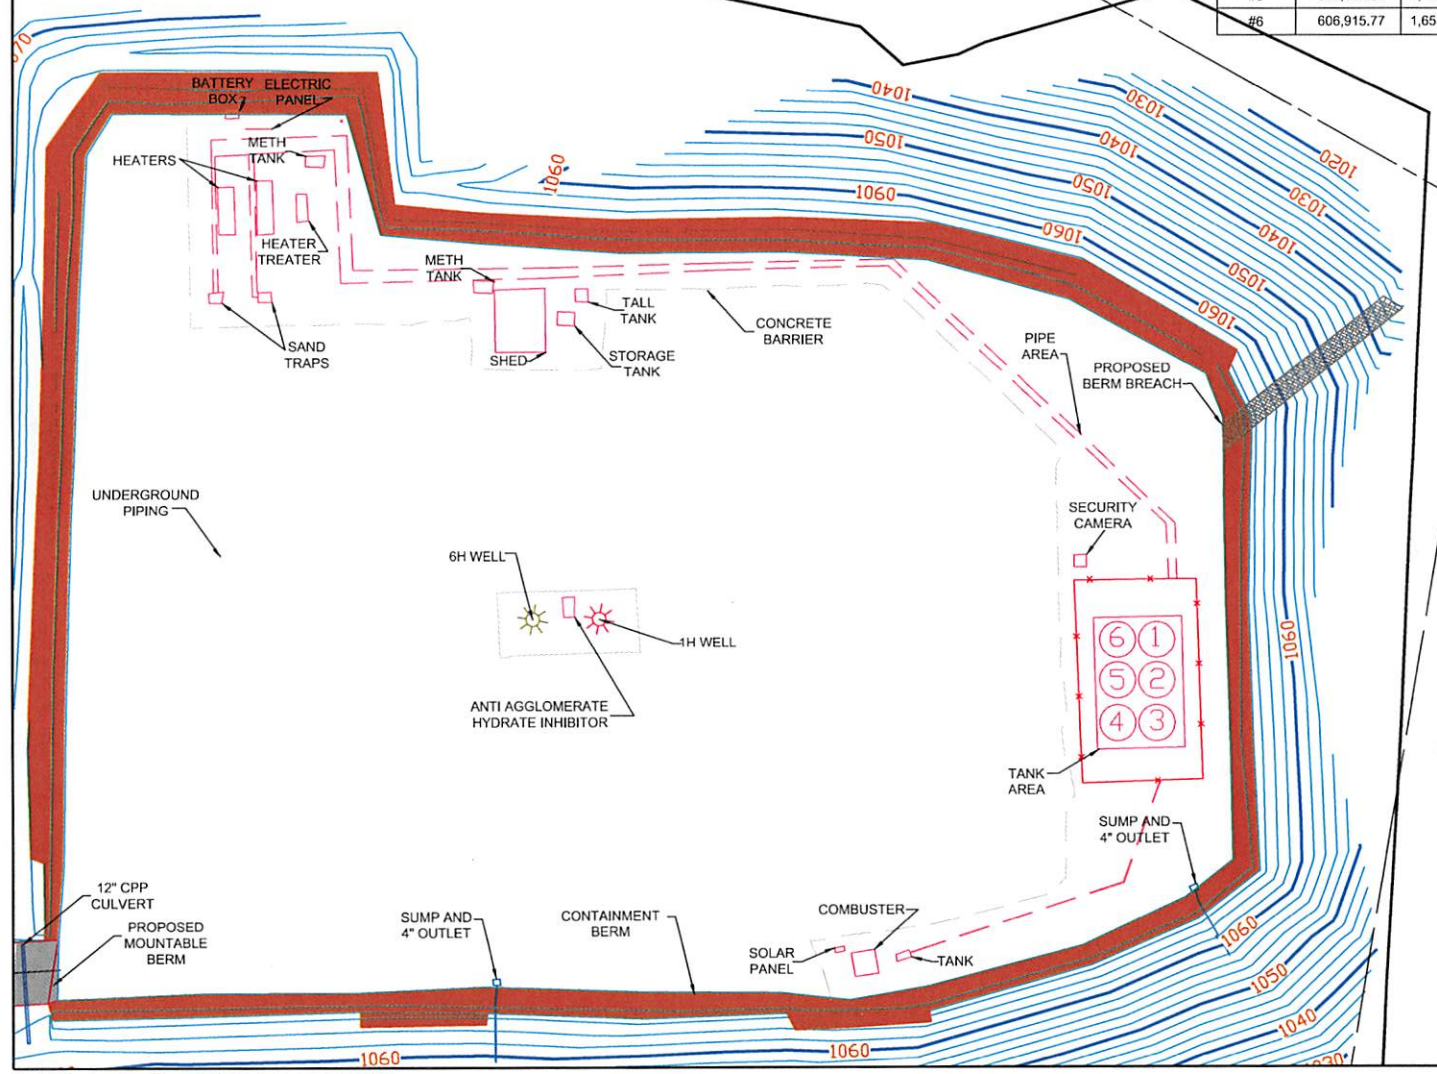 #6 606,915.77 1,65
070
BATTERY
BOX
ELECTRIC
PANEL
METH
TANK
HEATERS
HEATER
TREATER
METH
TANK
SAND
TRAPS
SHED
TALL
TANK
STORAGE
TANK
CONCRETE
BARRIER
PIPE
AREA
PROPOSED
BERM BREACH
1040
1050
1060
1060
1030
1040
1050
1060
1020
1030
1040
1050
1060
UNDERGROUND
PIPING
6H WELL
1H WELL
ANTI AGGLOMERATE
HYDRATE INHIBITOR
SECURITY
CAMERA
6 1
5 2
4 3
1060
TANK
AREA
SUMP AND
4" OUTLET
12" CPP
CULVERT
PROPOSED
MOUNTABLE
BERM
SUMP AND
4" OUTLET
CONTAINMENT
BERM
COMBUSTER
SOLAR
PANEL
TANK
1060
1050
1040
1030
1060
1060